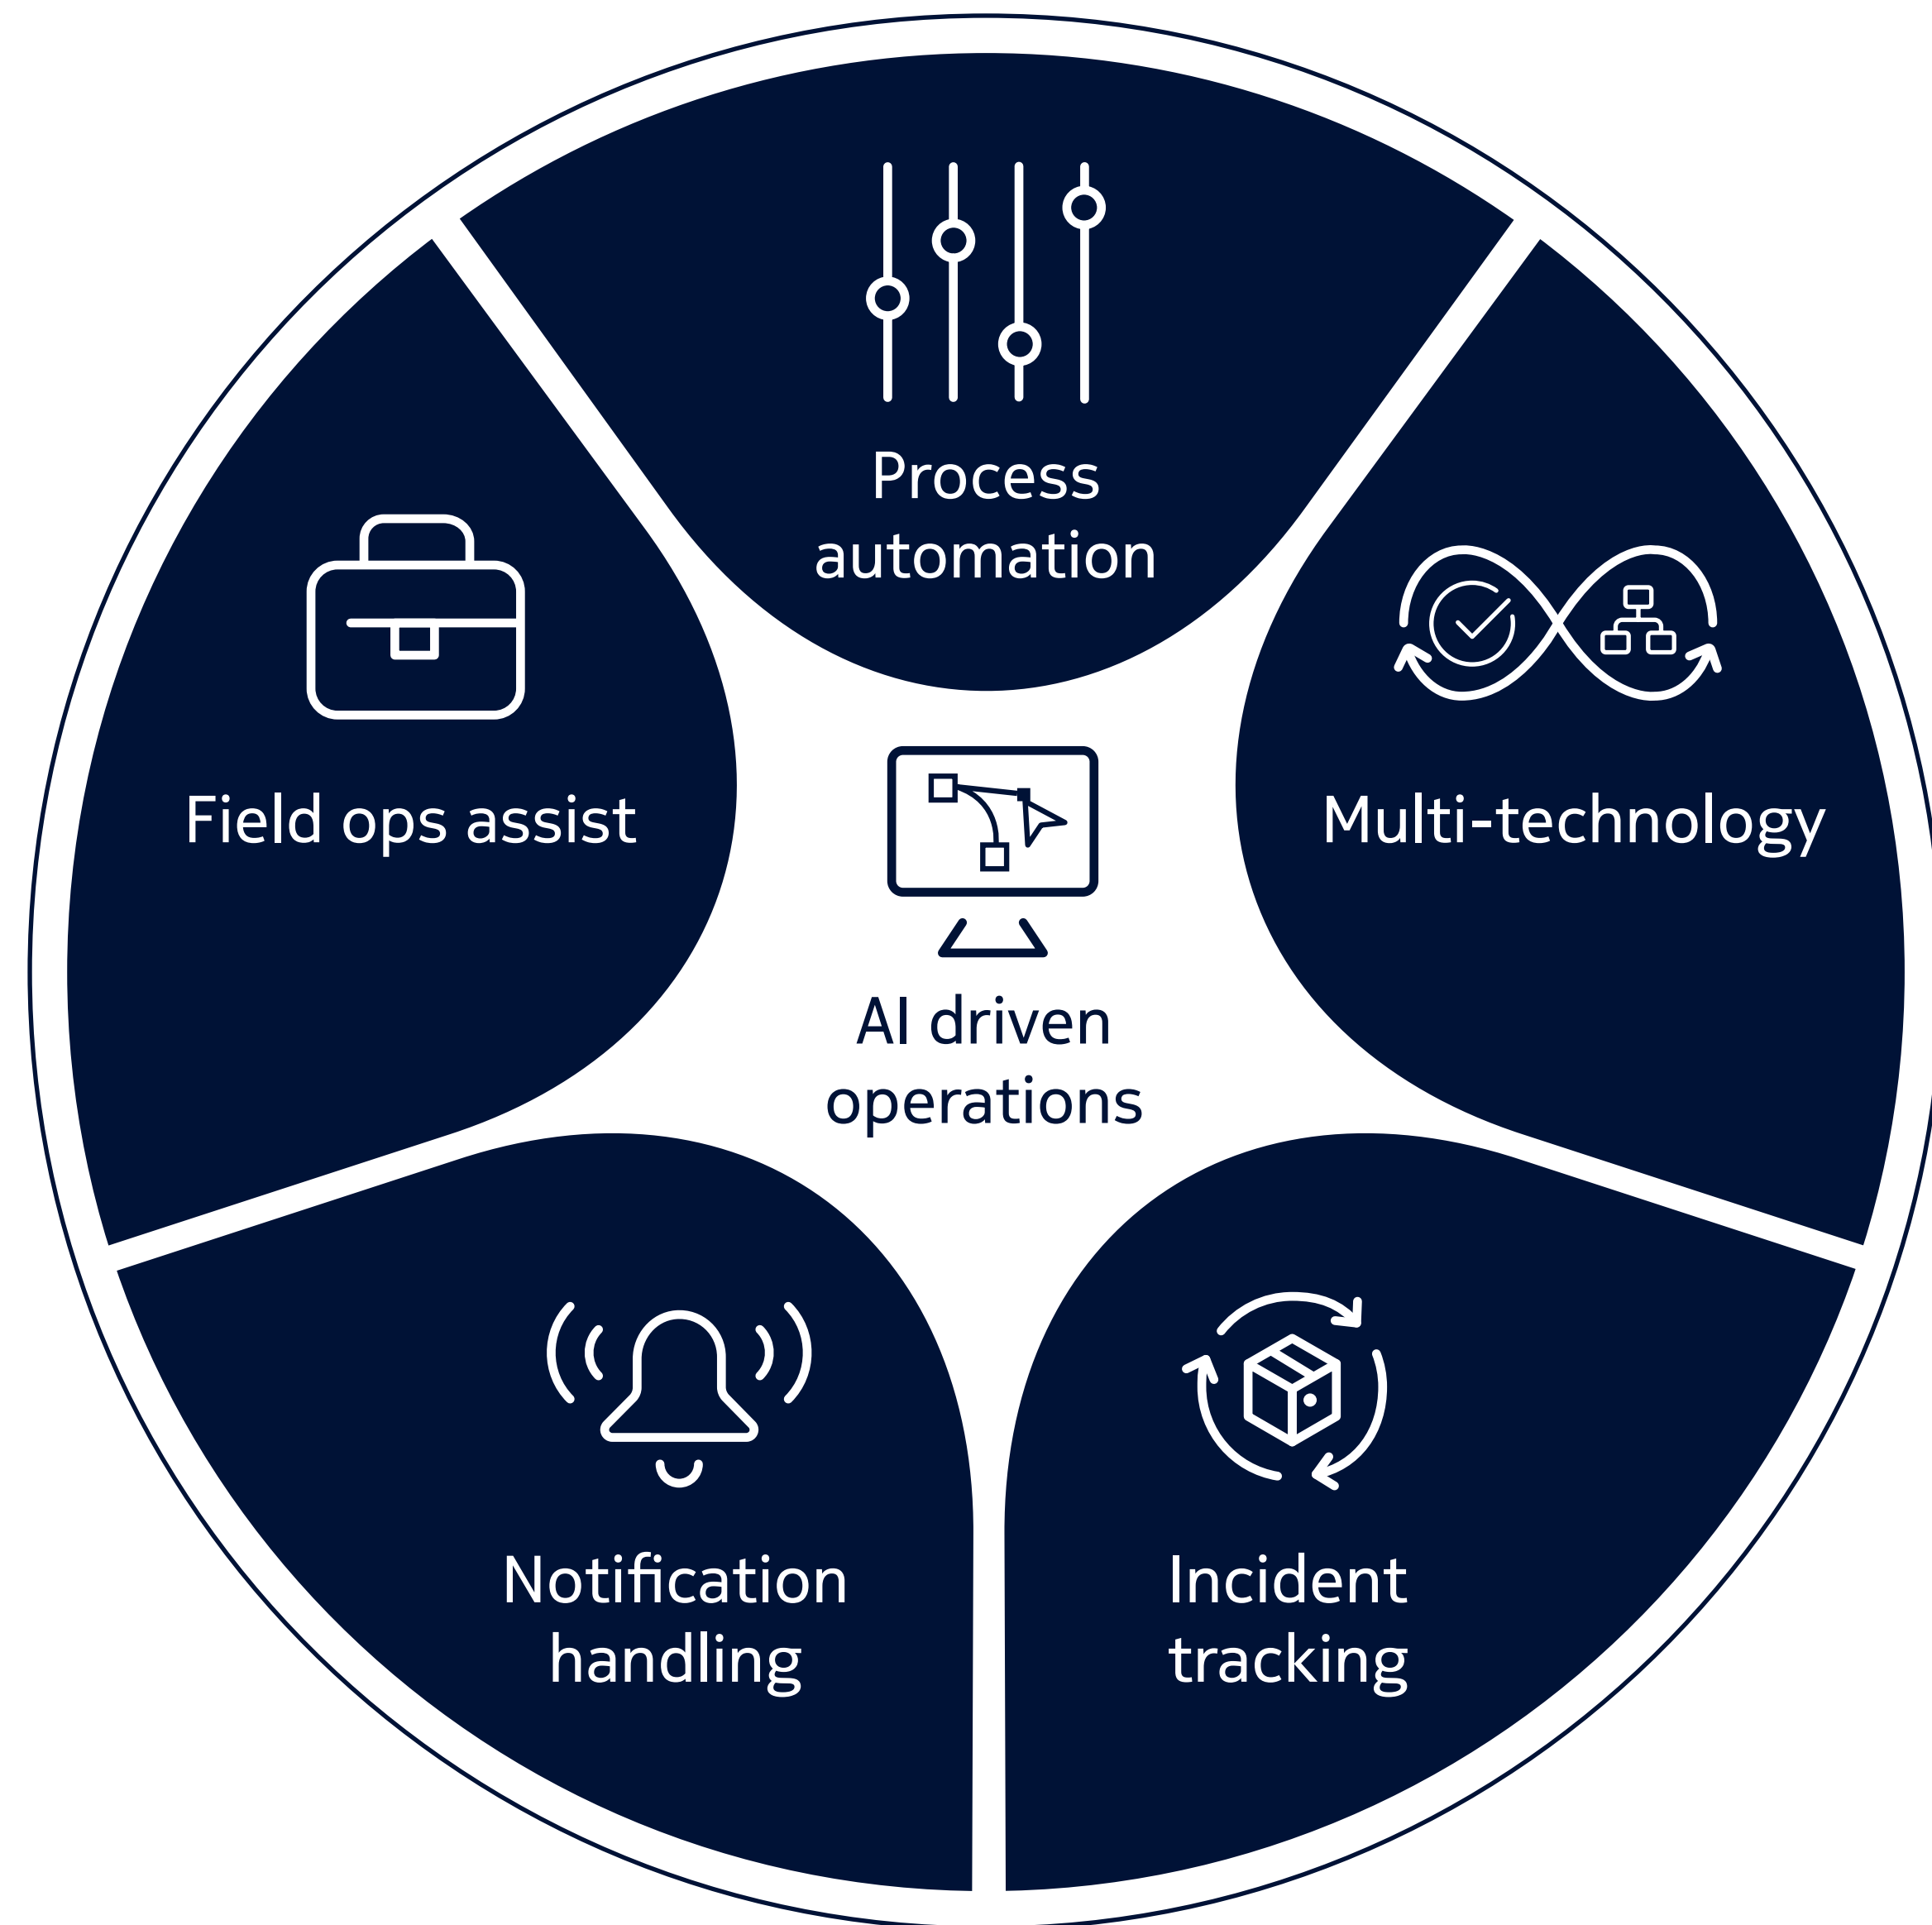 Process
automation
Field ops assist
Multi-technology
AI driven
operations
Notification
handling
Incident
tracking